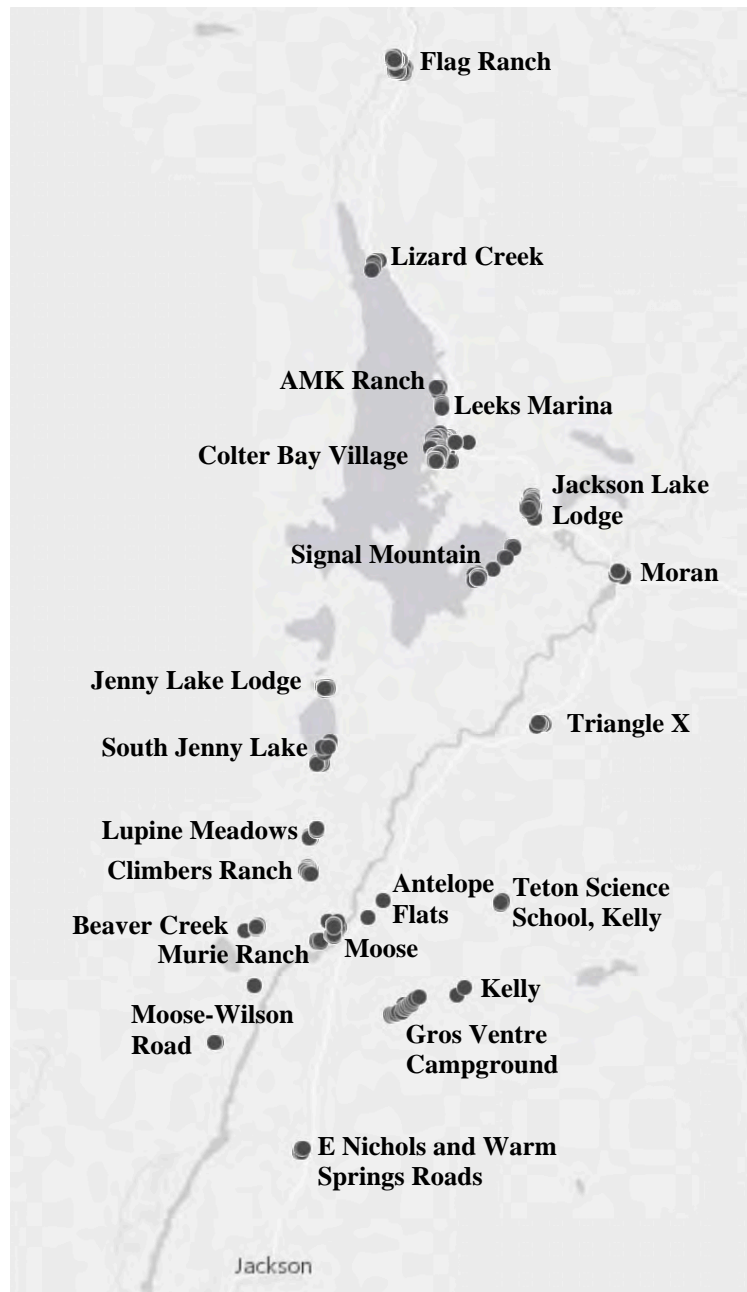 Flag Ranch
Lizard Creek
AMK Ranch
Leeks Marina
Colter Bay Village
Jackson Lake
Lodge
Signal Mountain
Moran
Jenny Lake Lodge
Triangle X
South Jenny Lake
Lupine Meadows
Climbers Ranch
Antelope
Flats
Teton Science
School, Kelly
Beaver Creek
Murie Ranch
Moose
Kelly
Moose-Wilson
Road
Gros Ventre
Campground
E Nichols and Warm
Springs Roads
Jackson